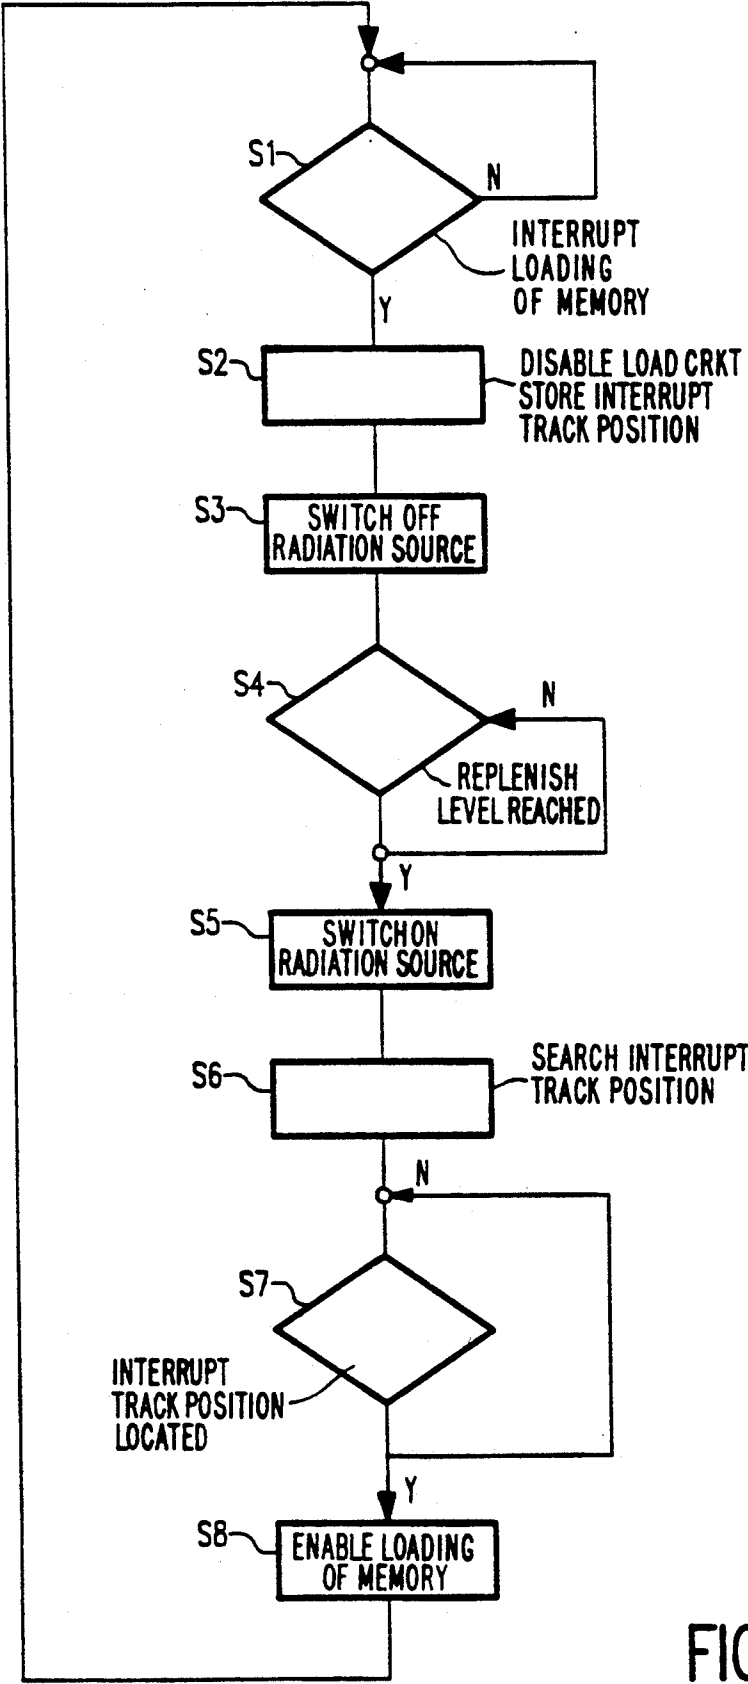 S1
N
INTERRUPT
LOADING
OF MEMORY
Y
S2
DISABLE LOAD CRKT
STORE INTERRUPT
TRACK POSITION
S3
SWITCH OFF
RADIATION SOURCE
S4
N
REPLENISH
LEVEL REACHED
Y
S5
SWITCH ON
RADIATION SOURCE
S6
SEARCH INTERRUPT
TRACK POSITION
N
S7
INTERRUPT
TRACK POSITION
LOCATED
Y
S8
ENABLE LOADING
OF MEMORY